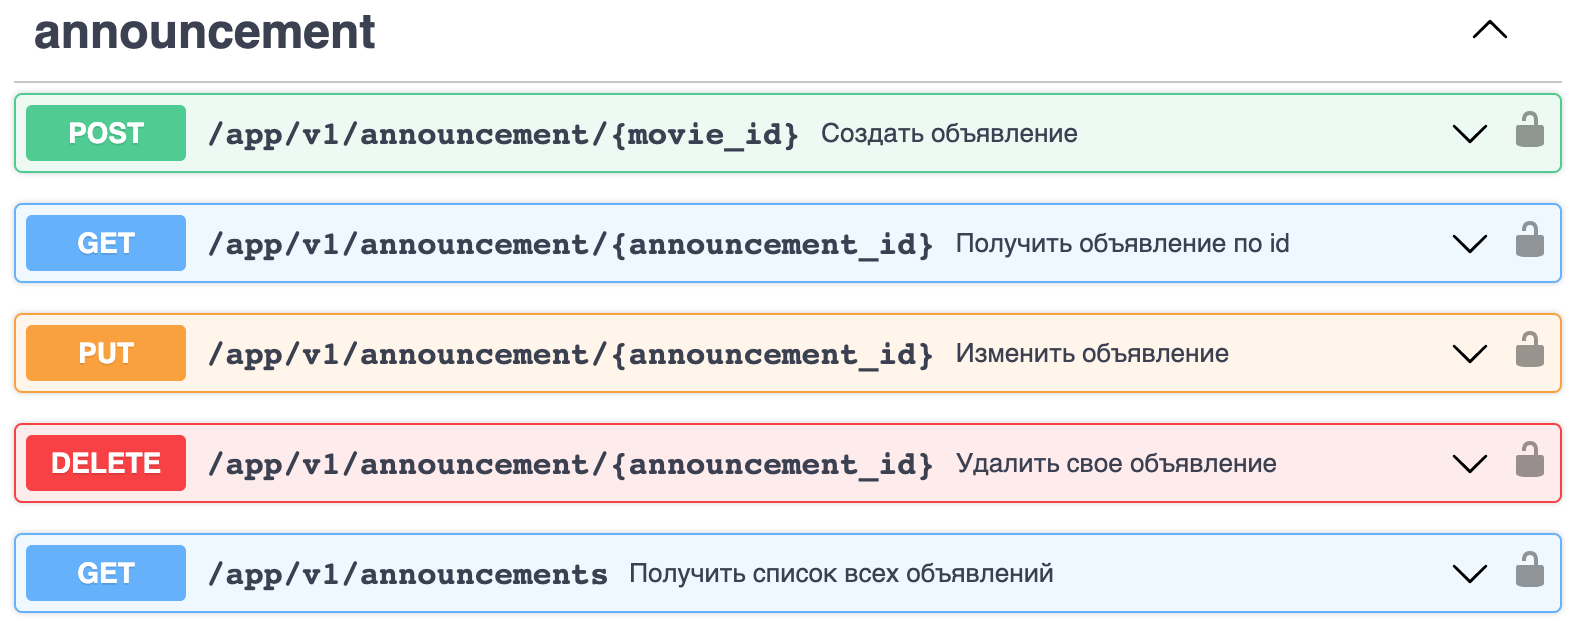 announcement
POST /app/v1/announcement/{movie_id} Создать объявление
GET /app/v1/announcement/{announcement_id} Получить объявление по id
PUT /app/v1/announcement/{announcement_id} Изменить объявление
DELETE /app/v1/announcement/{announcement_id} Удалить свое объявление
GET /app/v1/announcements Получить список всех объявлений